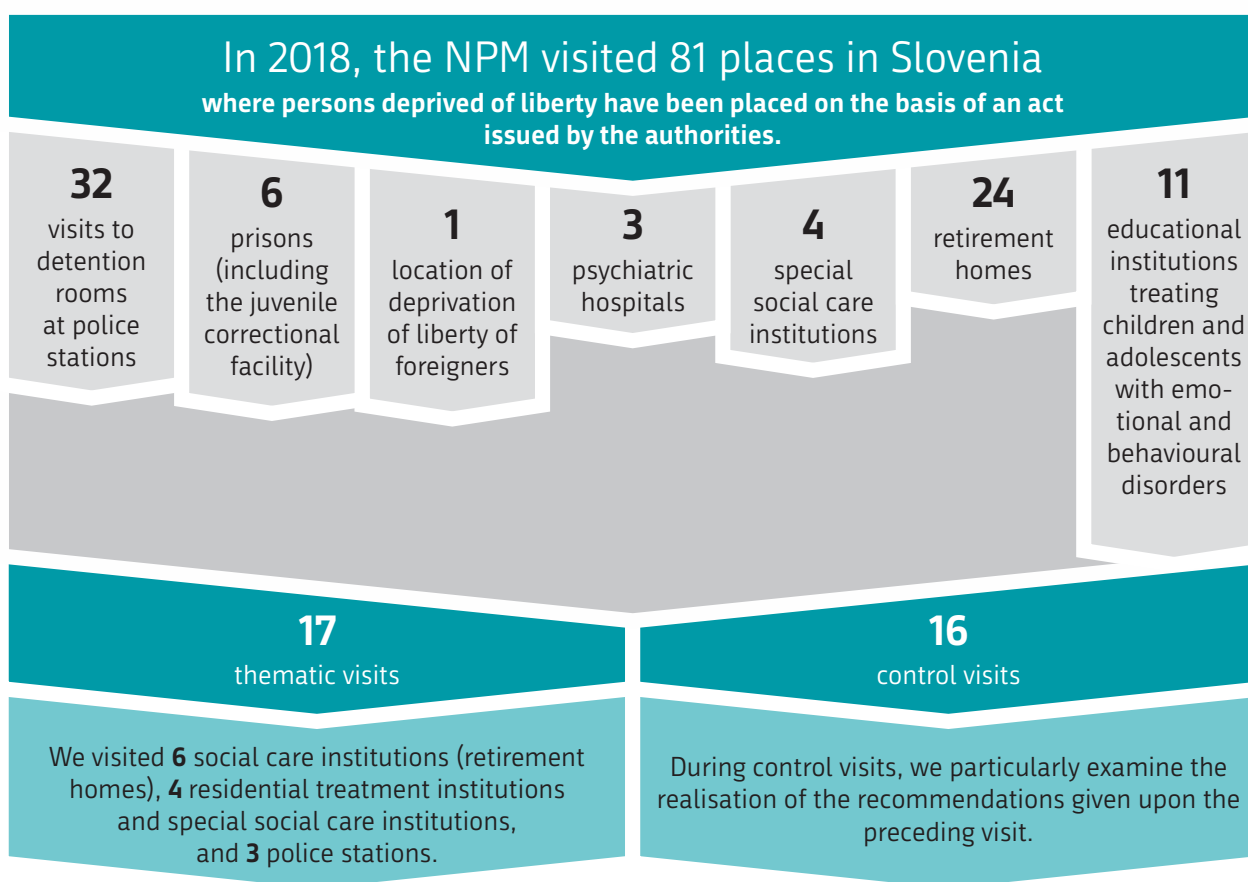 In 2018, the NPM visited 81 places in Slovenia
where persons deprived of liberty have been placed on the basis of an act
issued by the authorities.
32
visits to
detention
rooms
at police
stations
6
prisons
(including
the juvenile
correctional
facility)
1
location of
deprivation
of liberty of
foreigners
3
psychiatric
hospitals
4
special
social care
institutions
24
retirement
homes
11
educational
institutions
treating
children and
adolescents
with emo-
tional and
behavioural
disorders
17
thematic visits
We visited 6 social care institutions (retirement
homes), 4 residential treatment institutions
and special social care institutions,
and 3 police stations.
16
control visits
During control visits, we particularly examine the
realisation of the recommendations given upon the
preceding visit.